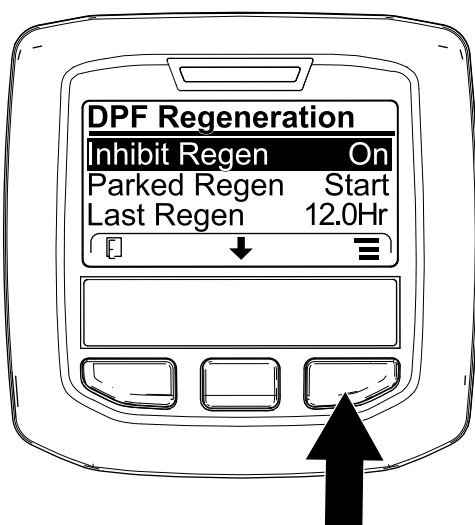 DPF Regeneration
Inhibit Regen On
Parked Regen Start
Last Regen 12.0Hr